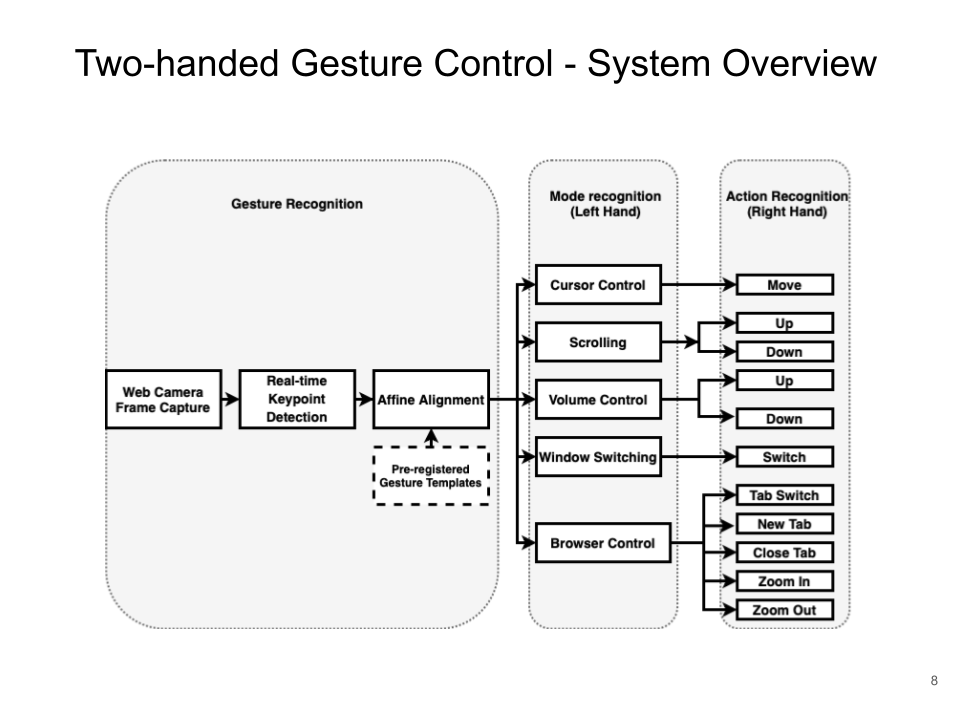 Two-handed Gesture Control - System Overview
Gesture Recognition
Web Camera
Frame Capture
Real-time
Keypoint
Detection
Affine Alignment
Pre-registered
Gesture Templates
Mode recognition
(Left Hand)
Cursor Control
Scrolling
Volume Control
Window Switching
Browser Control
Action Recognition
(Right Hand)
Move
Up
Down
Up
Down
Switch
Tab Switch
New Tab
Close Tab
Zoom In
Zoom Out
8